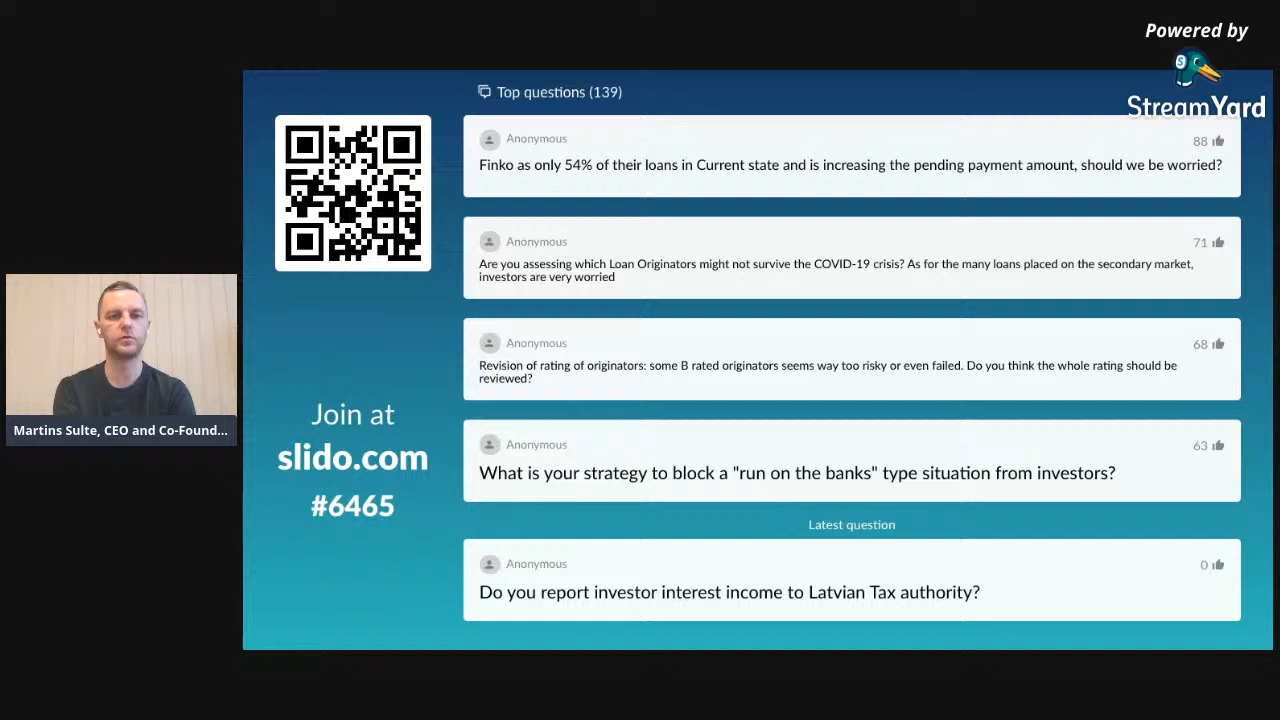 Powered by
StreamYard
Top questions (139)
Anonymous
88
Finko as only 54% of their loans in Current state and is increasing the pending payment amount, should we be worried?
Anonymous
71
Are you assessing which Loan Originators might not survive the COVID-19 crisis? As for the many loans placed on the secondary market,
investors are very worried
Anonymous
68
Revision of rating of originators: some B rated originators seems way too risky or even failed. Do you think the whole rating should be
reviewed?
Anonymous
63
What is your strategy to block a "run on the banks" type situation from investors?
Latest question
Anonymous
0
Do you report investor interest income to Latvian Tax authority?
Join at
slido.com
#6465
Martins Sulte, CEO and Co-Found...